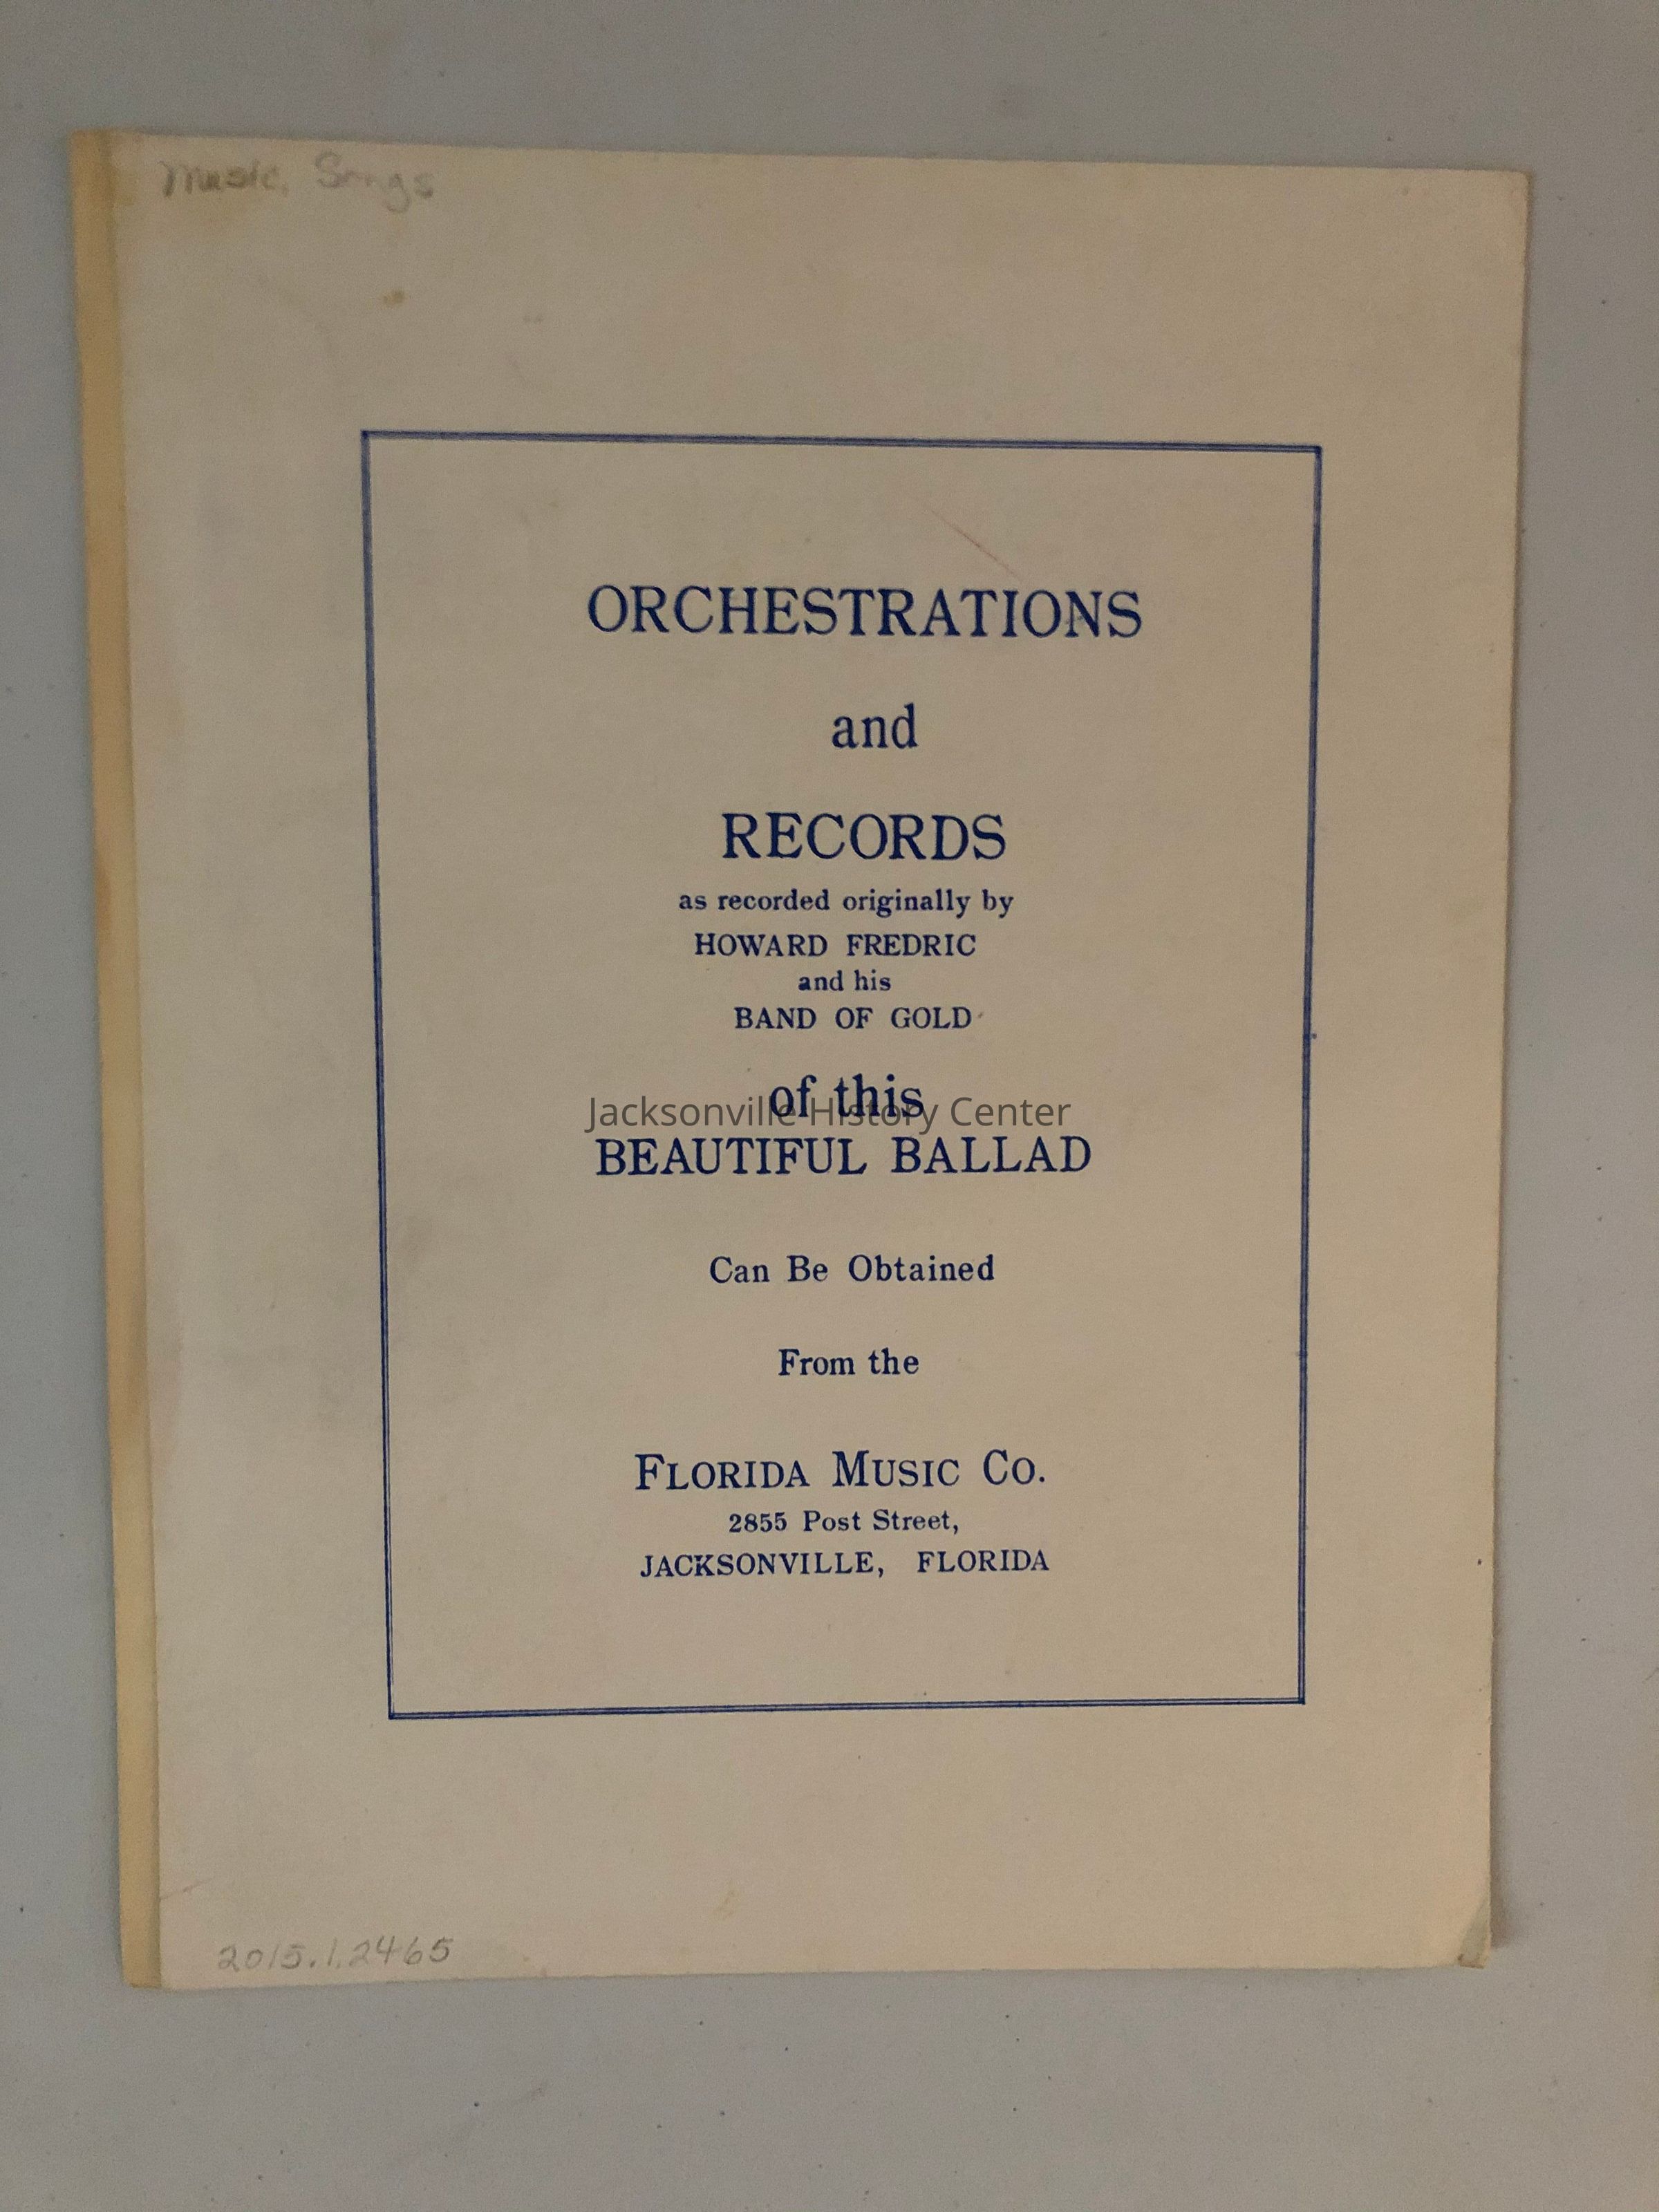 Music, Songs
ORCHESTRATIONS
and
RECORDS
as recorded originally by
HOWARD FREDRIC
and his
BAND OF GOLD
of this
Jacksonville History Center
BEAUTIFUL BALLAD
Can Be Obtained
From the
FLORIDA MUSIC CO.
2855 Post Street,
JACKSONVILLE, FLORIDA
2015.1.2465